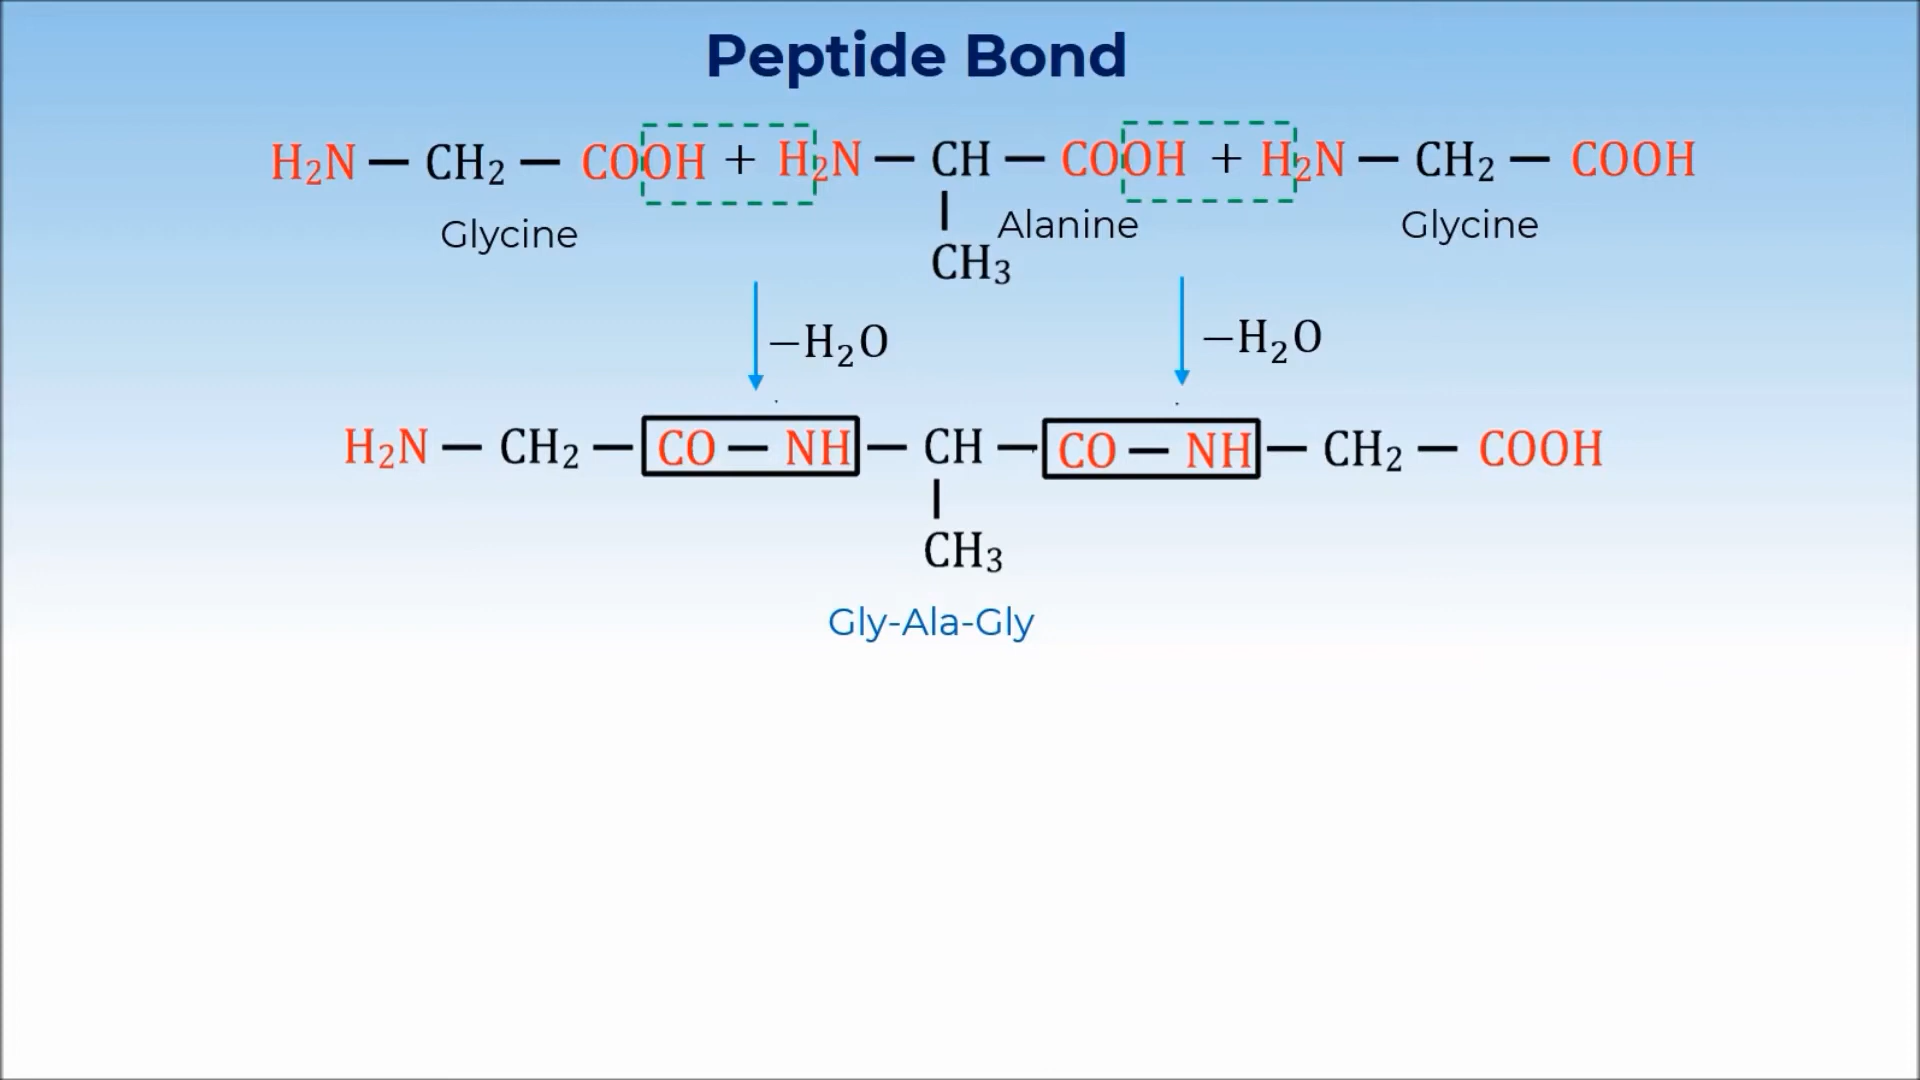 Peptide Bond
H₂N — CH₂ — COOH + H₂N — CH — COOH + H₂N — CH₂ — COOH
Glycine Alanine Glycine
CH₃
−H₂O −H₂O
H₂N — CH₂ — CO — NH — CH — CO — NH — CH₂ — COOH
CH₃
Gly-Ala-Gly